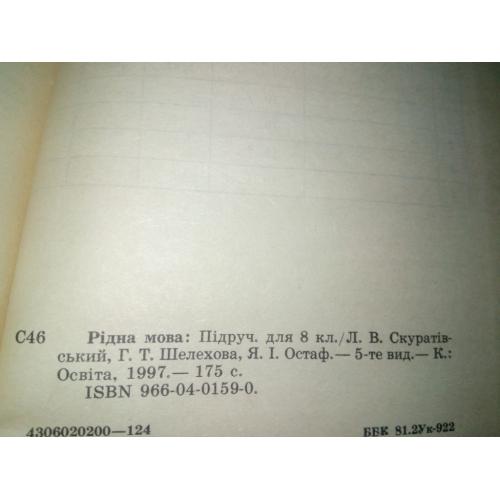 С46 Рідна мова: Підруч. для 8 кл./Л. В. Скуратів-
ський, Г. Т. Шелехова, Я. І. Остаф.— 5-те вид.— К.:
Освіта, 1997.— 175 с.
ISBN 966-04-0159-0.
4306020200—124 ББК 81.2Ук-922